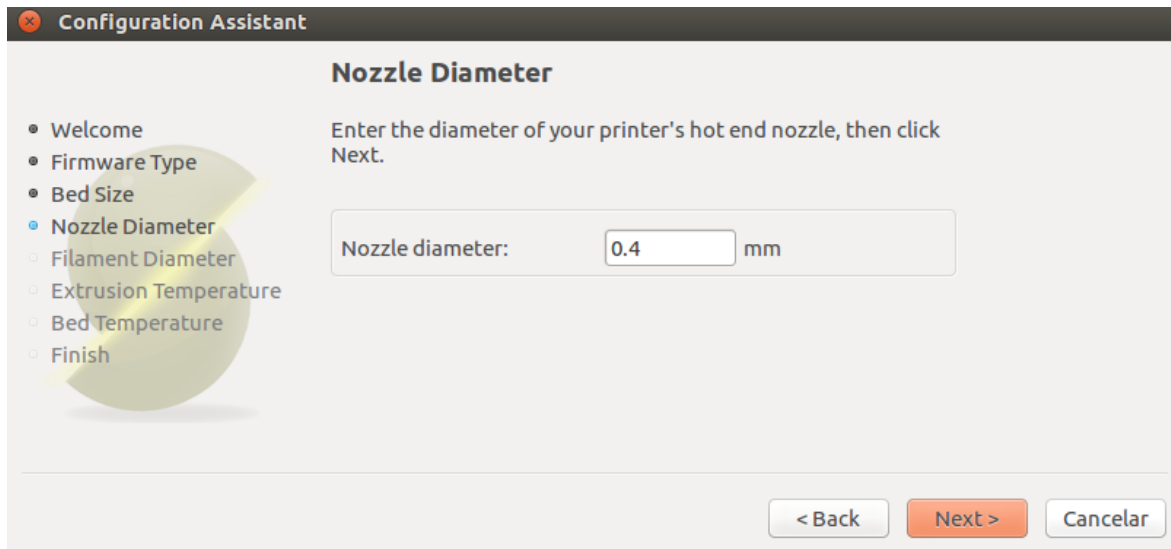 Configuration Assistant
Nozzle Diameter
Welcome
Firmware Type
Bed Size
Nozzle Diameter
Filament Diameter
Extrusion Temperature
Bed Temperature
Finish
Enter the diameter of your printer's hot end nozzle, then click
Next.
Nozzle diameter: 0.4 mm
< Back Next > Cancelar